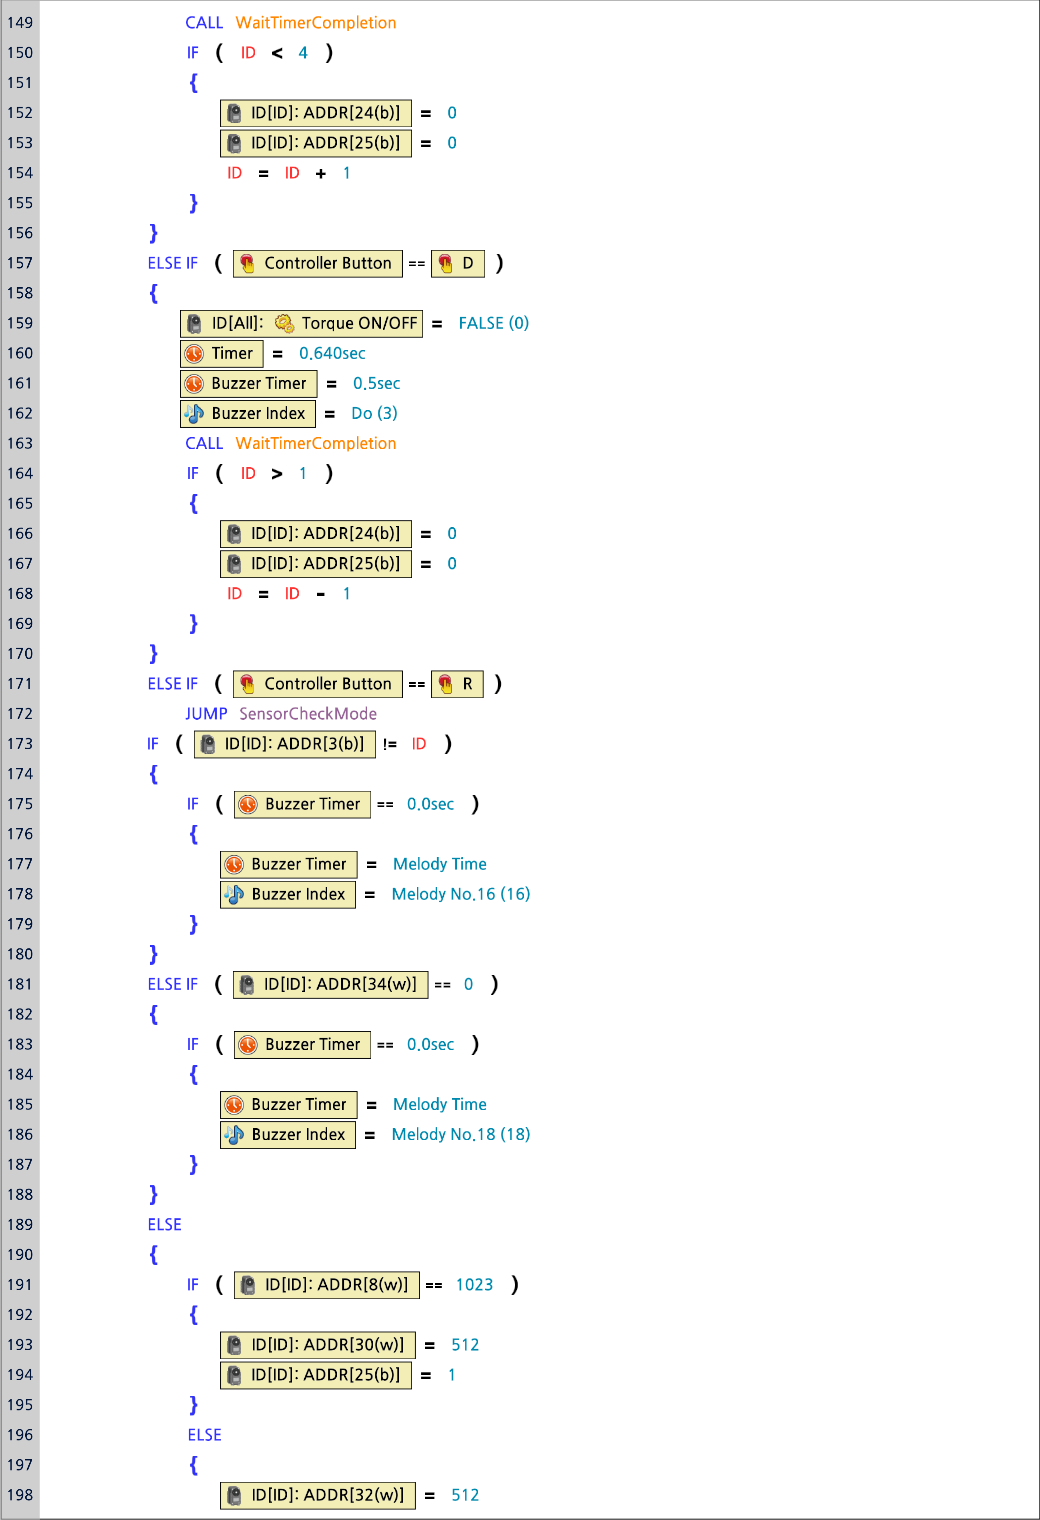 149 CALL WaitTimerCompletion
150 IF ( ID < 4 )
151 {
152 ID[ID]: ADDR[24(b)] = 0
153 ID[ID]: ADDR[25(b)] = 0
154 ID = ID + 1
155 }
156 }
157 ELSE IF ( Controller Button == D )
158 {
159 ID[All]: Torque ON/OFF = FALSE (0)
160 Timer = 0.640sec
161 Buzzer Timer = 0.5sec
162 Buzzer Index = Do (3)
163 CALL WaitTimerCompletion
164 IF ( ID > 1 )
165 {
166 ID[ID]: ADDR[24(b)] = 0
167 ID[ID]: ADDR[25(b)] = 0
168 ID = ID - 1
169 }
170 }
171 ELSE IF ( Controller Button == R )
172 JUMP SensorCheckMode
173 IF ( ID[ID]: ADDR[3(b)] != ID )
174 {
175 IF ( Buzzer Timer == 0.0sec )
176 {
177 Buzzer Timer = Melody Time
178 Buzzer Index = Melody No.16 (16)
179 }
180 }
181 ELSE IF ( ID[ID]: ADDR[34(w)] == 0 )
182 {
183 IF ( Buzzer Timer == 0.0sec )
184 {
185 Buzzer Timer = Melody Time
186 Buzzer Index = Melody No.18 (18)
187 }
188 }
189 ELSE
190 {
191 IF ( ID[ID]: ADDR[8(w)] == 1023 )
192 {
193 ID[ID]: ADDR[30(w)] = 512
194 ID[ID]: ADDR[25(b)] = 1
195 }
196 ELSE
197 {
198 ID[ID]: ADDR[32(w)] = 512